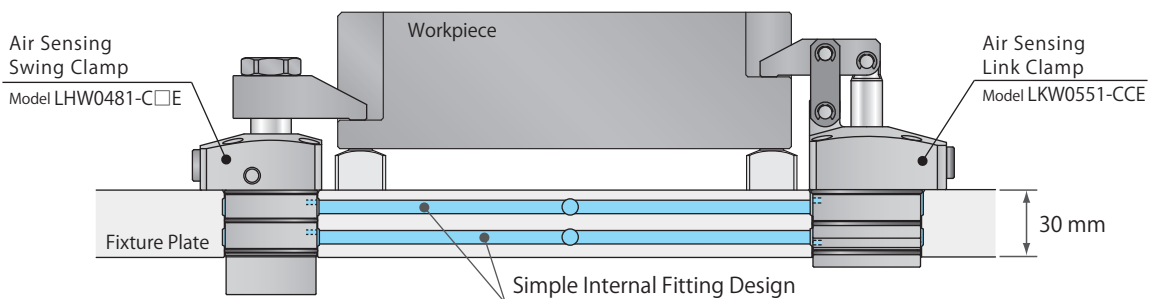 Workpiece
Air Sensing
Swing Clamp
Model LHW0481-C□E
Air Sensing
Link Clamp
Model LKW0551-CCE
Fixture Plate
30 mm
Simple Internal Fitting Design